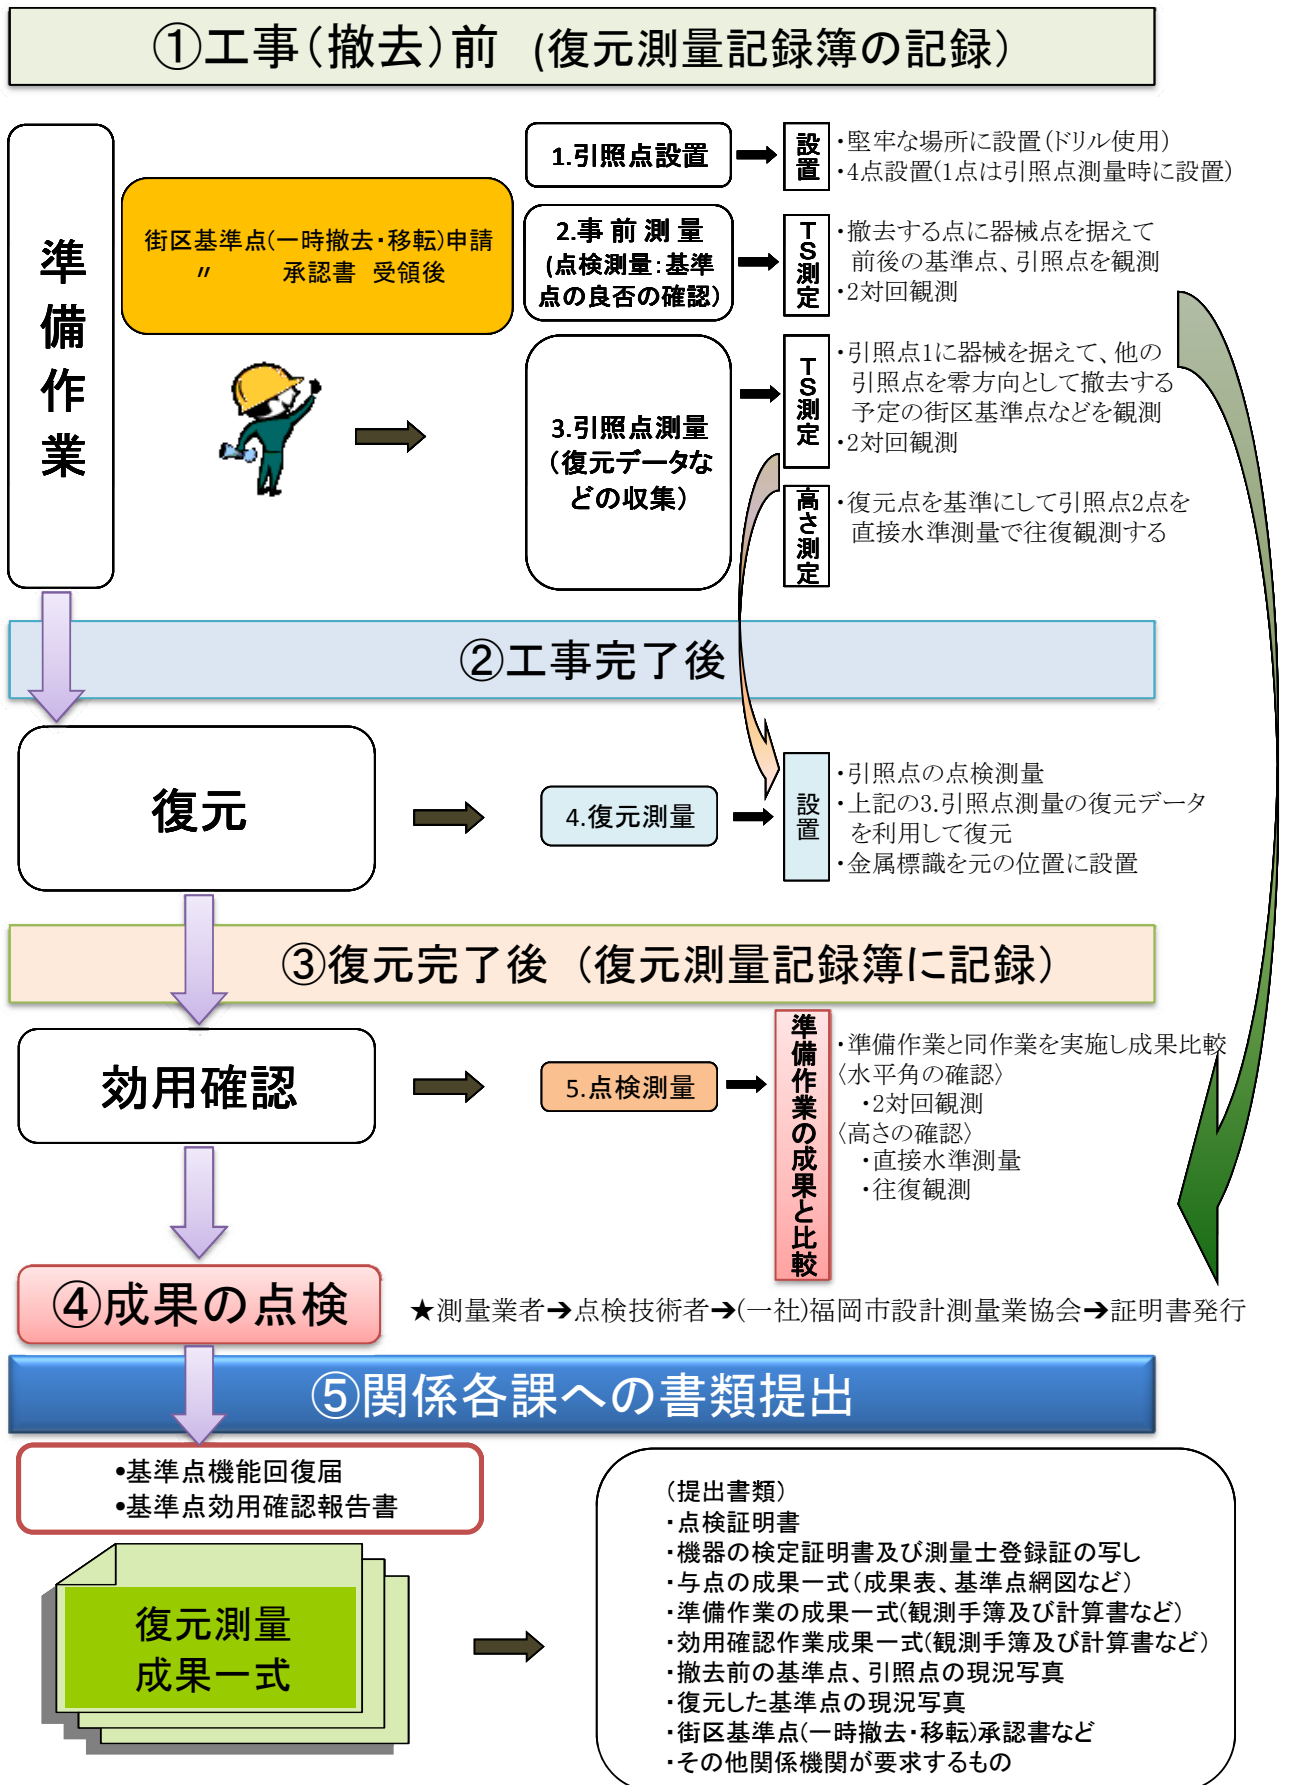 ①工事（撤去）前　(復元測量記録簿の記録）
準備作業
街区基準点(一時撤去・移転)申請
〃　　　承認書　受領後
1.引照点設置
設置
・堅牢な場所に設置（ドリル使用）
・4点設置(1点は引照点測量時に設置）
2.事前測量
(点検測量：基準
点の良否の確認）
TS測定
・撤去する点に器械点を据えて
前後の基準点、引照点を観測
・2対回観測
3.引照点測量
（復元データな
どの収集）
TS測定
・引照点1に器械を据えて、他の
引照点を零方向として撤去する
予定の街区基準点などを観測
・2対回観測
高さ測定
・復元点を基準にして引照点2点を
直接水準測量で往復観測する
②工事完了後
復元
4.復元測量
設置
・引照点の点検測量
・上記の3.引照点測量の復元データ
を利用して復元
・金属標識を元の位置に設置
③復元完了後（復元測量記録簿に記録）
効用確認
5.点検測量
準備作業の成果と比較
・準備作業と同作業を実施し成果比較
〈水平角の確認〉
・2対回観測
〈高さの確認〉
・直接水準測量
・往復観測
④成果の点検
★測量業者➔点検技術者➔(一社)福岡市設計測量業協会➔証明書発行
⑤関係各課への書類提出
•基準点機能回復届
•基準点効用確認報告書
復元測量
成果一式
（提出書類）
・点検証明書
・機器の検定証明書及び測量士登録証の写し
・与点の成果一式（成果表、基準点網図など）
・準備作業の成果一式(観測手簿及び計算書など）
・効用確認作業成果一式(観測手簿及び計算書など）
・撤去前の基準点、引照点の現況写真
・復元した基準点の現況写真
・街区基準点(一時撤去・移転)承認書など
・その他関係機関が要求するもの